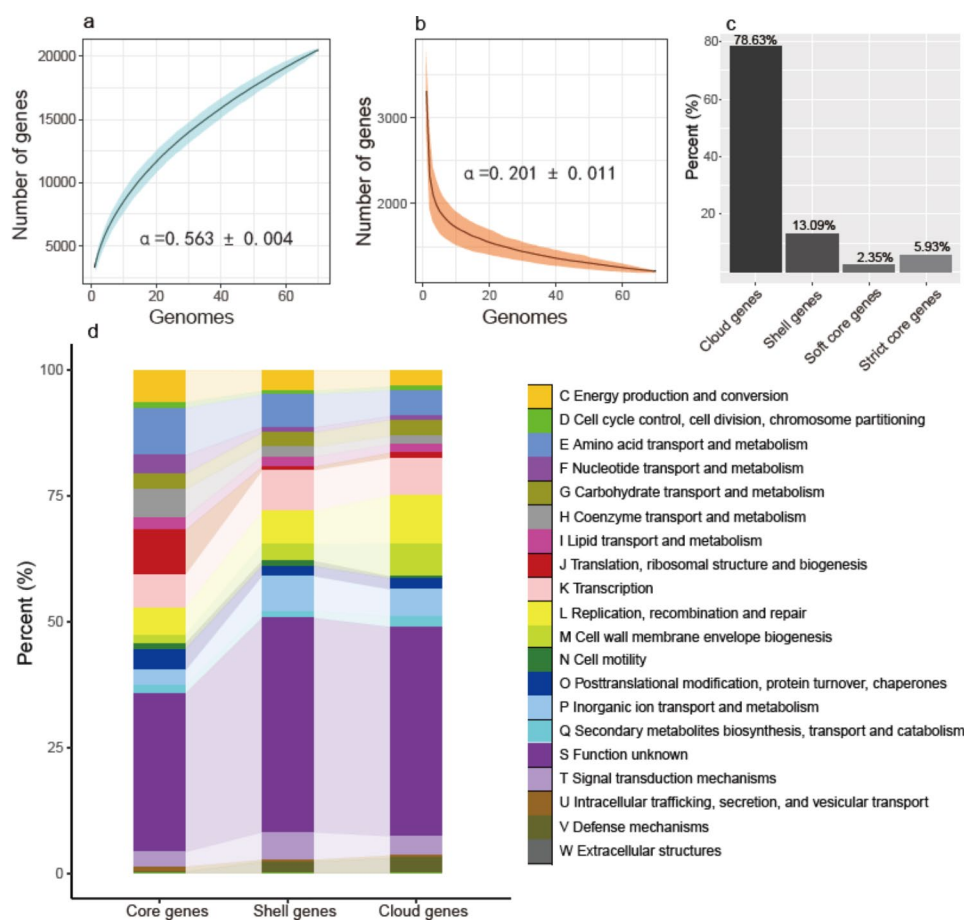 a
Number of genes
20000
15000
10000
5000
α=0.563 ± 0.004
0
20
40
60
Genomes
b
Number of genes
3000
2000
α=0.201 ± 0.011
0
20
40
60
Genomes
c
Percent (%)
80
60
40
20
78.63%
13.09%
2.35%
5.93%
Cloud genes
Shell genes
Soft core genes
Strict core genes
d
Percent (%)
100
75
50
25
0
Core genes
Shell genes
Cloud genes
C Energy production and conversion
D Cell cycle control, cell division, chromosome partitioning
E Amino acid transport and metabolism
F Nucleotide transport and metabolism
G Carbohydrate transport and metabolism
H Coenzyme transport and metabolism
I Lipid transport and metabolism
J Translation, ribosomal structure and biogenesis
K Transcription
L Replication, recombination and repair
M Cell wall membrane envelope biogenesis
N Cell motility
O Posttranslational modification, protein turnover, chaperones
P Inorganic ion transport and metabolism
Q Secondary metabolites biosynthesis, transport and catabolism
S Function unknown
T Signal transduction mechanisms
U Intracellular trafficking, secretion, and vesicular transport
V Defense mechanisms
W Extracellular structures